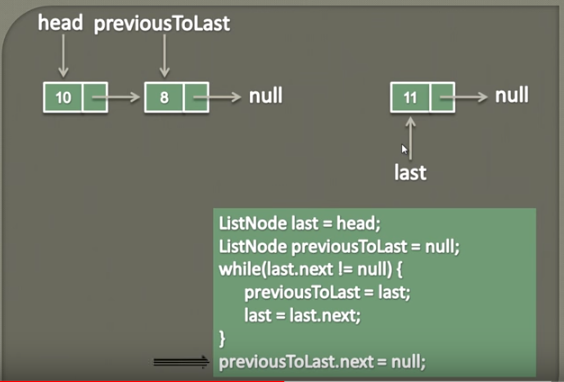 head previousToLast
10 8 null 11 null
last
ListNode last = head;
ListNode previousToLast = null;
while(last.next != null) {
previousToLast = last;
last = last.next;
}
previousToLast.next = null;